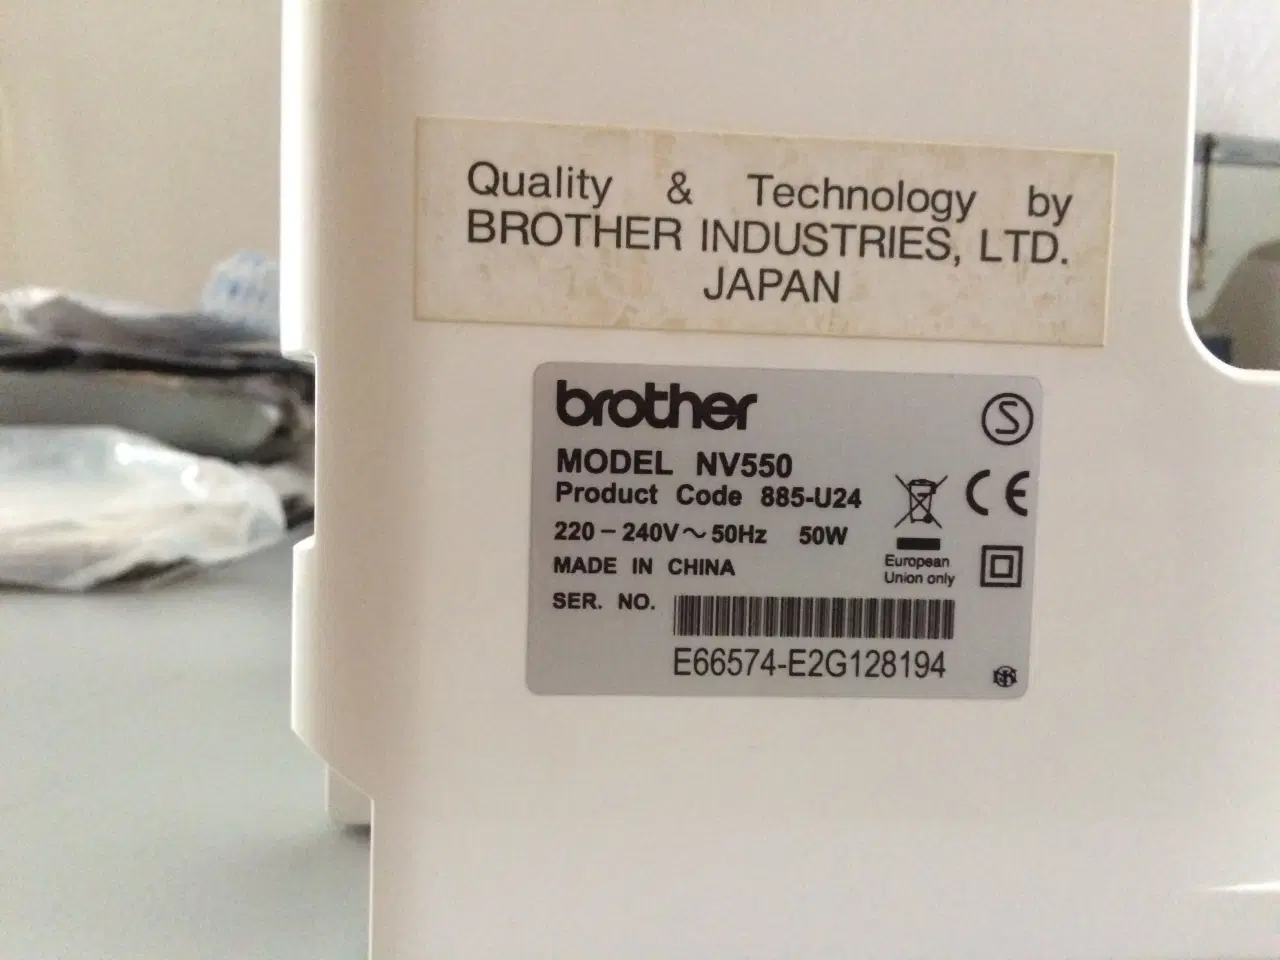 Quality & Technology by
BROTHER INDUSTRIES, LTD.
JAPAN
brother
MODEL NV550
Product Code 885-U24
220-240V~50Hz 50W
MADE IN CHINA
SER. NO.
E66574-E2G128194
S
CE
European
Union only